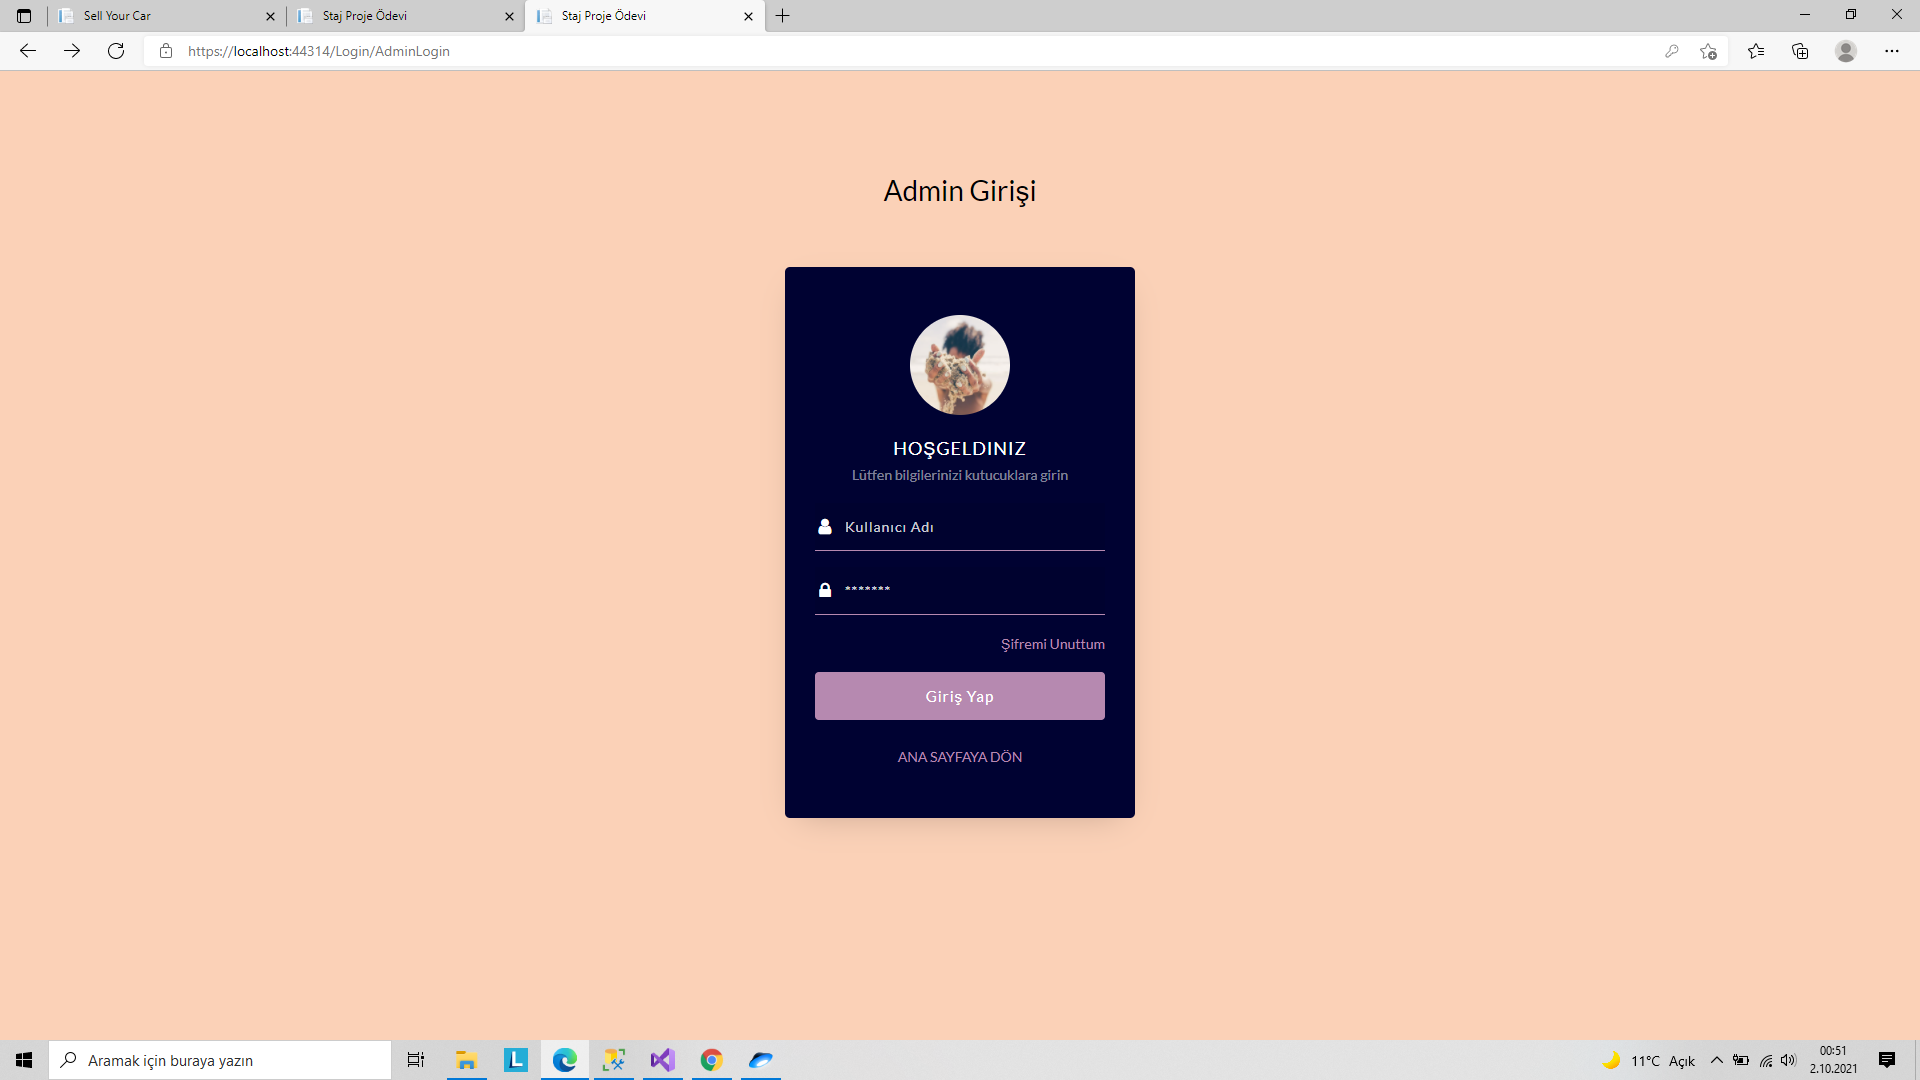 Sell Your Car
Staj Proje Ödevi
Staj Proje Ödevi
https://localhost:44314/Login/AdminLogin
Admin Girişi
HOŞGELDINIZ
Lütfen bilgilerinizi kutucuklara girin
Kullanıcı Adı
*******
Şifremi Unuttum
Giriş Yap
ANA SAYFAYA DÖN
Aramak için buraya yazın
L
11°C Açık
00:51
2.10.2021